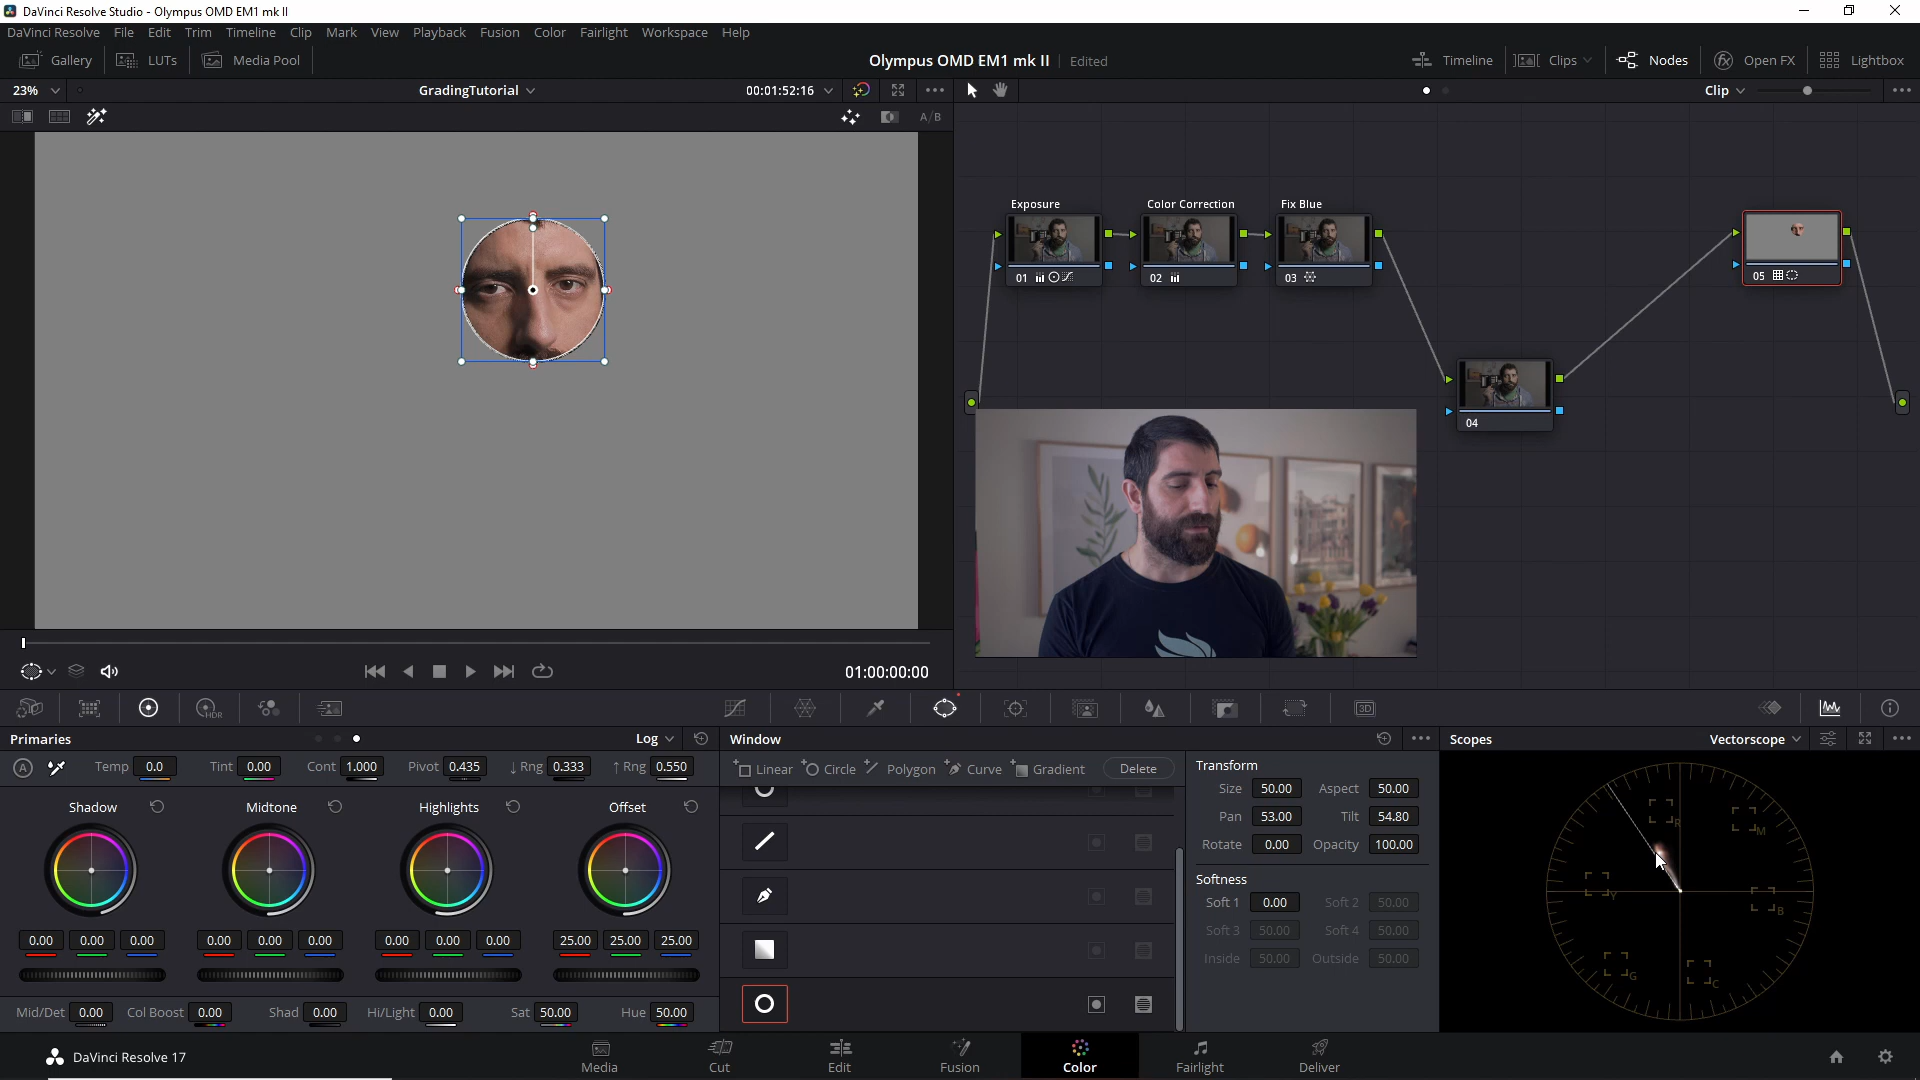 DaVinci Resolve Studio - Olympus OMD EM1 mk II
DaVinci Resolve File Edit Trim Timeline Clip Mark View Playback Fusion Color Fairlight Workspace Help
Gallery LUTs Media Pool Olympus OMD EM1 mk II Edited Timeline Clips Nodes Open FX Lightbox
23% GradingTutorial 00:01:52:16 Clip
A/B
Exposure Color Correction Fix Blue
01 02 03 05
04
01:00:00:00
HDR 3D
Primaries Log Window Scopes Vectorscope
A Temp 0.0 Tint 0.00 Cont 1.000 Pivot 0.435 ↓ Rng 0.333 ↑ Rng 0.550
Linear Circle Polygon Curve Gradient Delete
Transform
Size 50.00 Aspect 50.00
Pan 53.00 Tilt 54.80
Rotate 0.00 Opacity 100.00
Softness
Soft 1 0.00 Soft 2 50.00
Soft 3 50.00 Soft 4 50.00
Inside 50.00 Outside 50.00
R M
Y B
G C
Shadow Midtone Highlights Offset
0.00 0.00 0.00 0.00 0.00 0.00 0.00 0.00 0.00 25.00 25.00 25.00
Mid/Det 0.00 Col Boost 0.00 Shad 0.00 Hi/Light 0.00 Sat 50.00 Hue 50.00
DaVinci Resolve 17 Media Cut Edit Fusion Color Fairlight Deliver